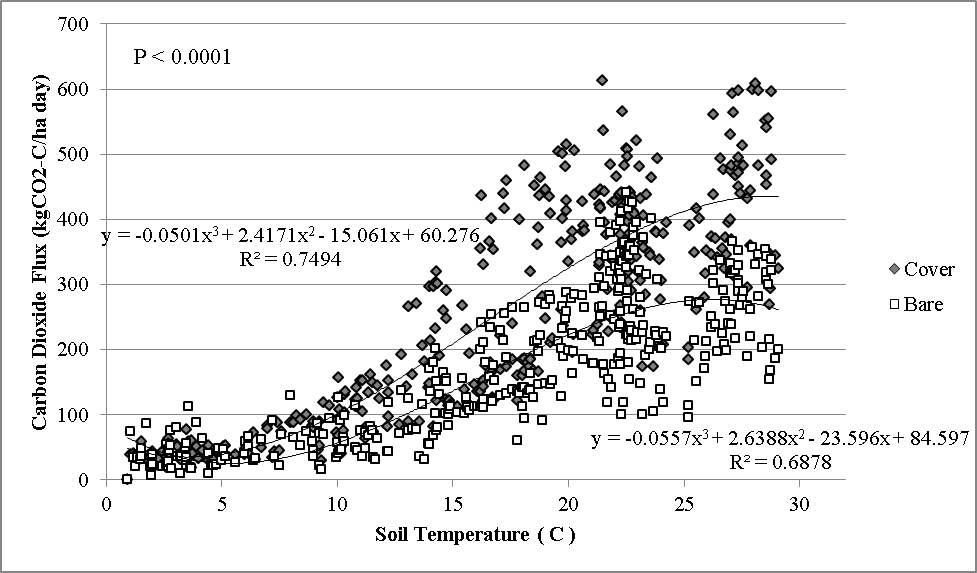 700
600
500
400
300
200
100
0
Carbon Dioxide Flux (kgCO2-C/ha day)
P < 0.0001
y = -0.0501x³ + 2.4171x² - 15.061x + 60.276
R² = 0.7494
Cover
Bare
y = -0.0557x³ + 2.6388x² - 23.596x + 84.597
R² = 0.6878
0 5 10 15 20 25 30
Soil Temperature ( C )